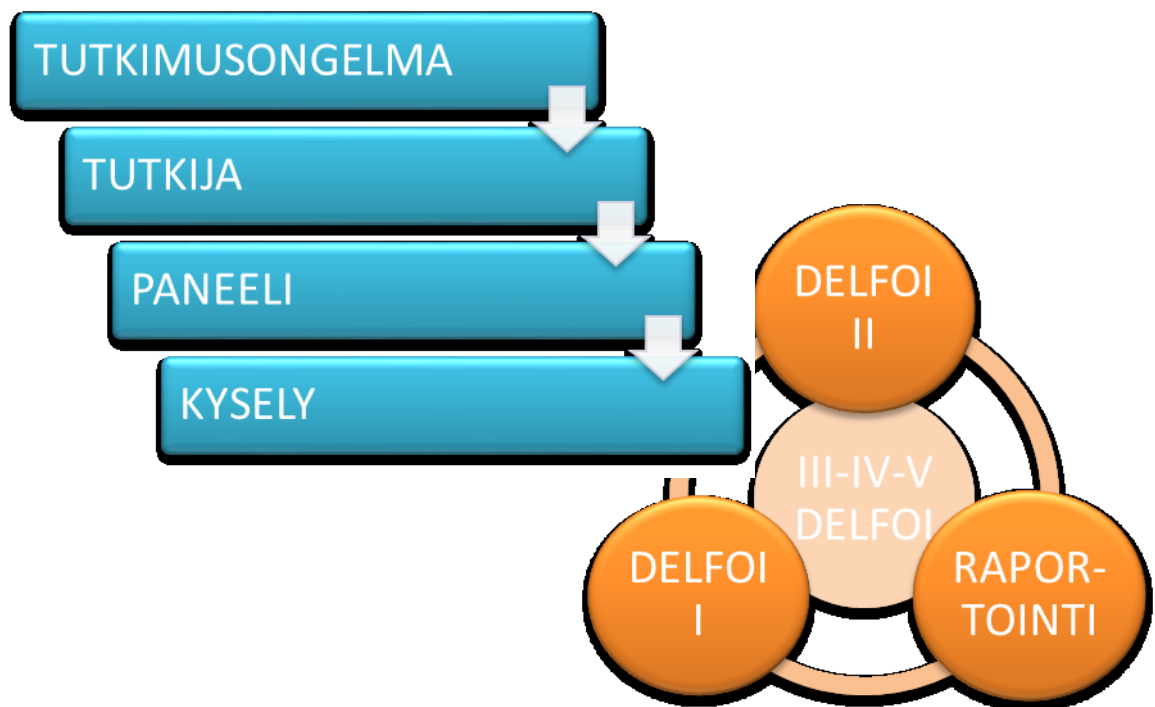 TUTKIMUSONGELMA
TUTKIJA
PANEELI
KYSELY
DELFOI
II
III-IV-V
DELFOI
DELFOI
I
RAPOR-
TOINTI